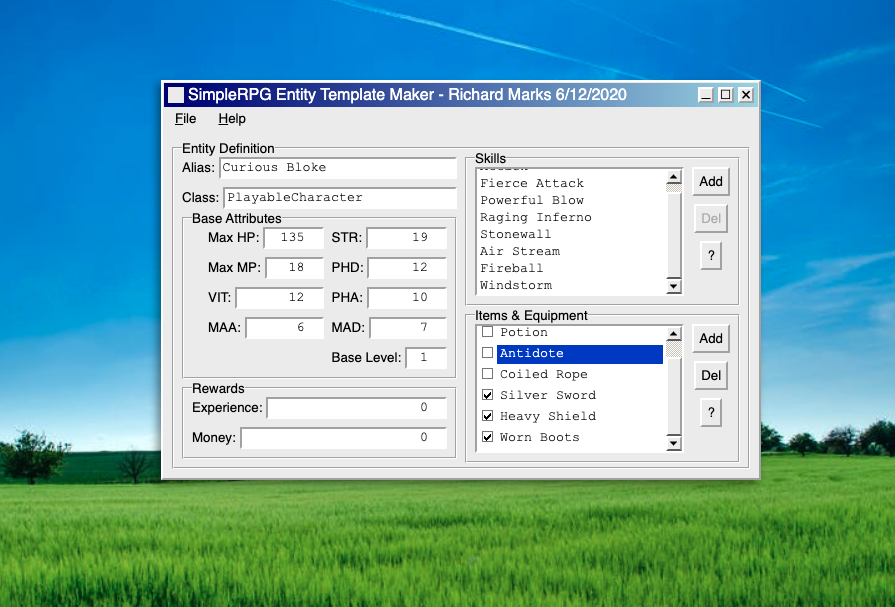 SimpleRPG Entity Template Maker - Richard Marks 6/12/2020
File Help
Entity Definition
Alias: Curious Bloke
Class: PlayableCharacter
Base Attributes
Max HP: 135 STR: 19
Max MP: 18 PHD: 12
VIT: 12 PHA: 10
MAA: 6 MAD: 7
Base Level: 1
Rewards
Experience: 0
Money: 0
Skills
Fierce Attack
Powerful Blow
Raging Inferno
Stonewall
Air Stream
Fireball
Windstorm
Add
Del
?
Items & Equipment
Potion
Antidote
Coiled Rope
Silver Sword
Heavy Shield
Worn Boots
Add
Del
?